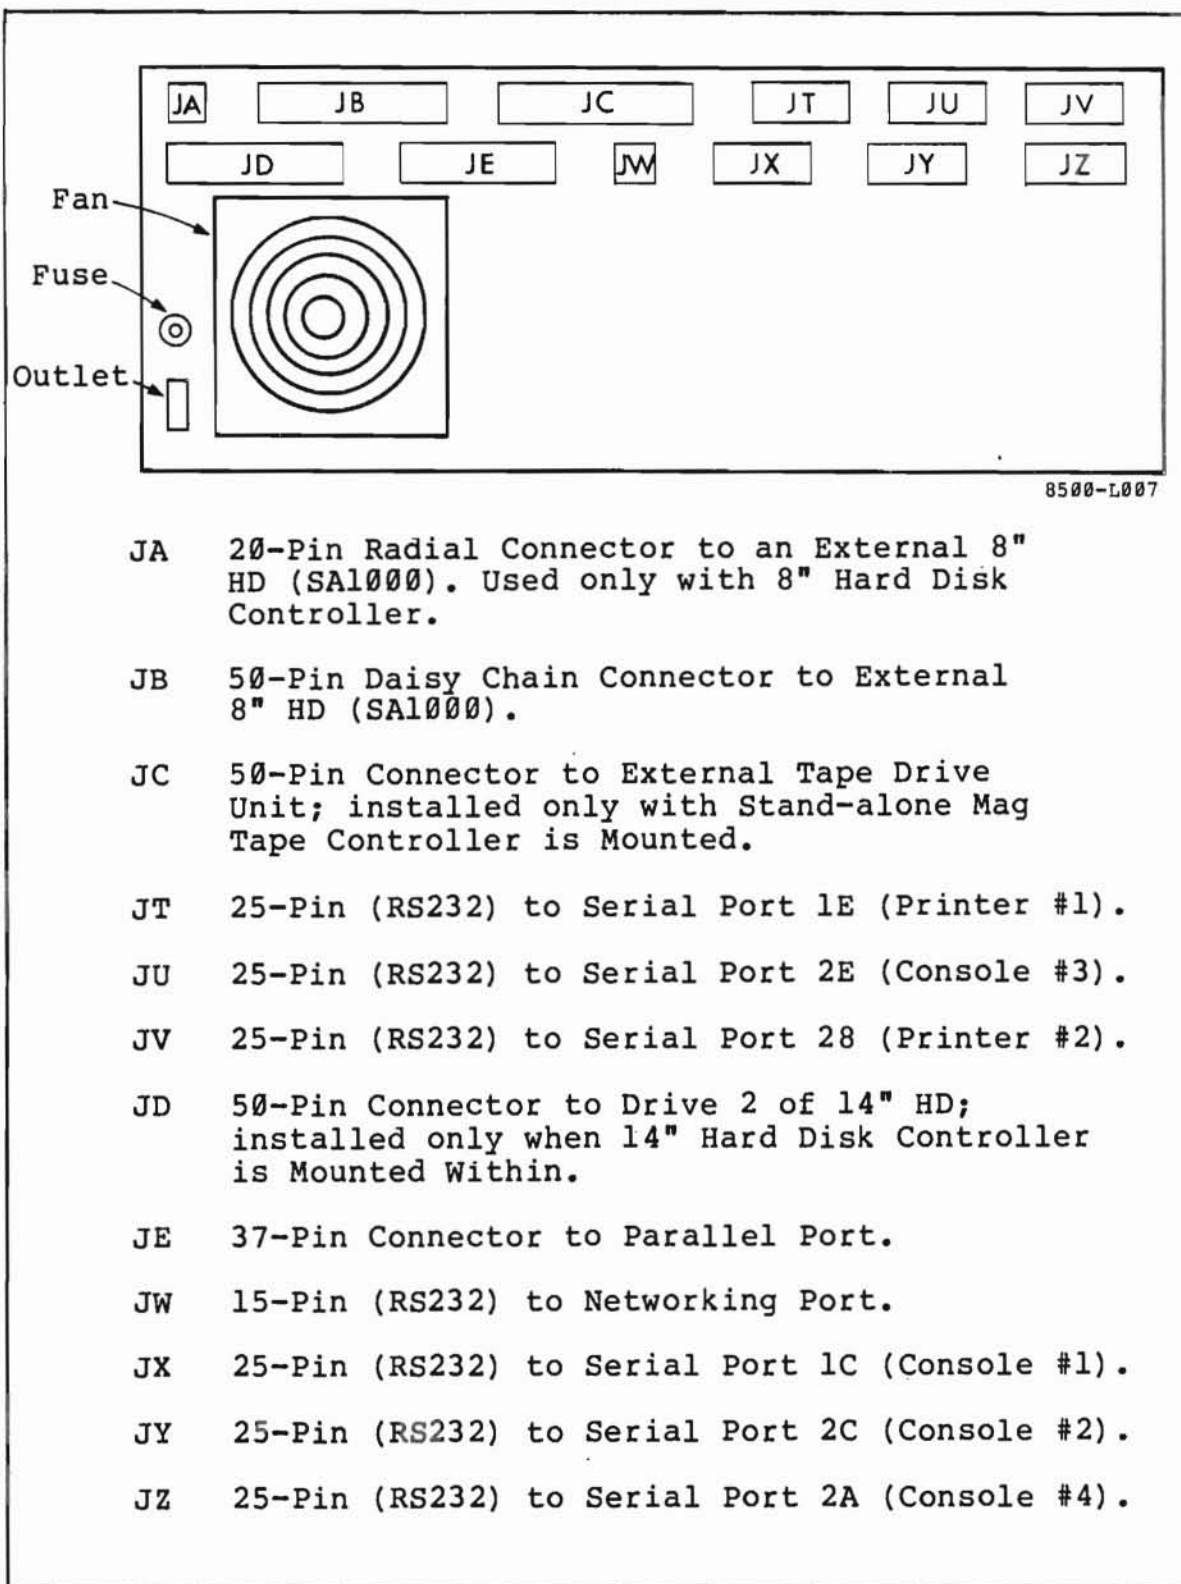 JA JB JC JT JU JV
JD JE JW JX JY JZ
Fan
Fuse
Outlet
8500-L007
JA 20-Pin Radial Connector to an External 8"
HD (SA1000). Used only with 8" Hard Disk
Controller.
JB 50-Pin Daisy Chain Connector to External
8" HD (SA1000).
JC 50-Pin Connector to External Tape Drive
Unit; installed only with Stand-alone Mag
Tape Controller is Mounted.
JT 25-Pin (RS232) to Serial Port 1E (Printer #1).
JU 25-Pin (RS232) to Serial Port 2E (Console #3).
JV 25-Pin (RS232) to Serial Port 28 (Printer #2).
JD 50-Pin Connector to Drive 2 of 14" HD;
installed only when 14" Hard Disk Controller
is Mounted Within.
JE 37-Pin Connector to Parallel Port.
JW 15-Pin (RS232) to Networking Port.
JX 25-Pin (RS232) to Serial Port 1C (Console #1).
JY 25-Pin (RS232) to Serial Port 2C (Console #2).
JZ 25-Pin (RS232) to Serial Port 2A (Console #4).